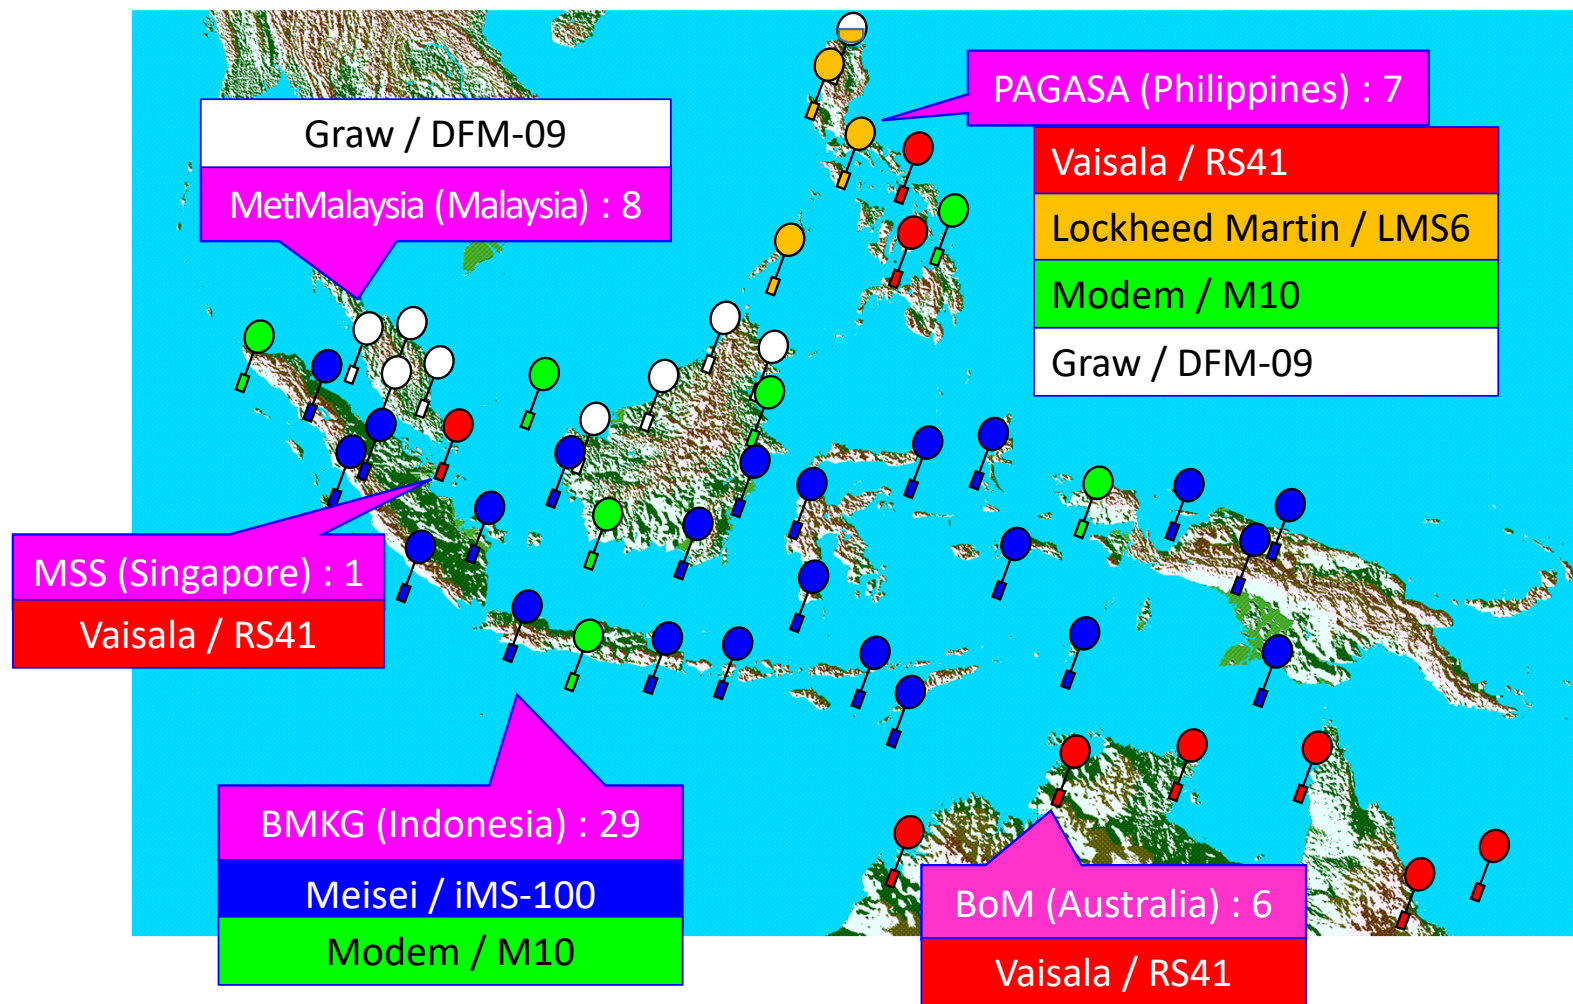 Graw / DFM-09
MetMalaysia (Malaysia) : 8
PAGASA (Philippines) : 7
Vaisala / RS41
Lockheed Martin / LMS6
Modem / M10
Graw / DFM-09
MSS (Singapore) : 1
Vaisala / RS41
BMKG (Indonesia) : 29
Meisei / iMS-100
Modem / M10
BoM (Australia) : 6
Vaisala / RS41